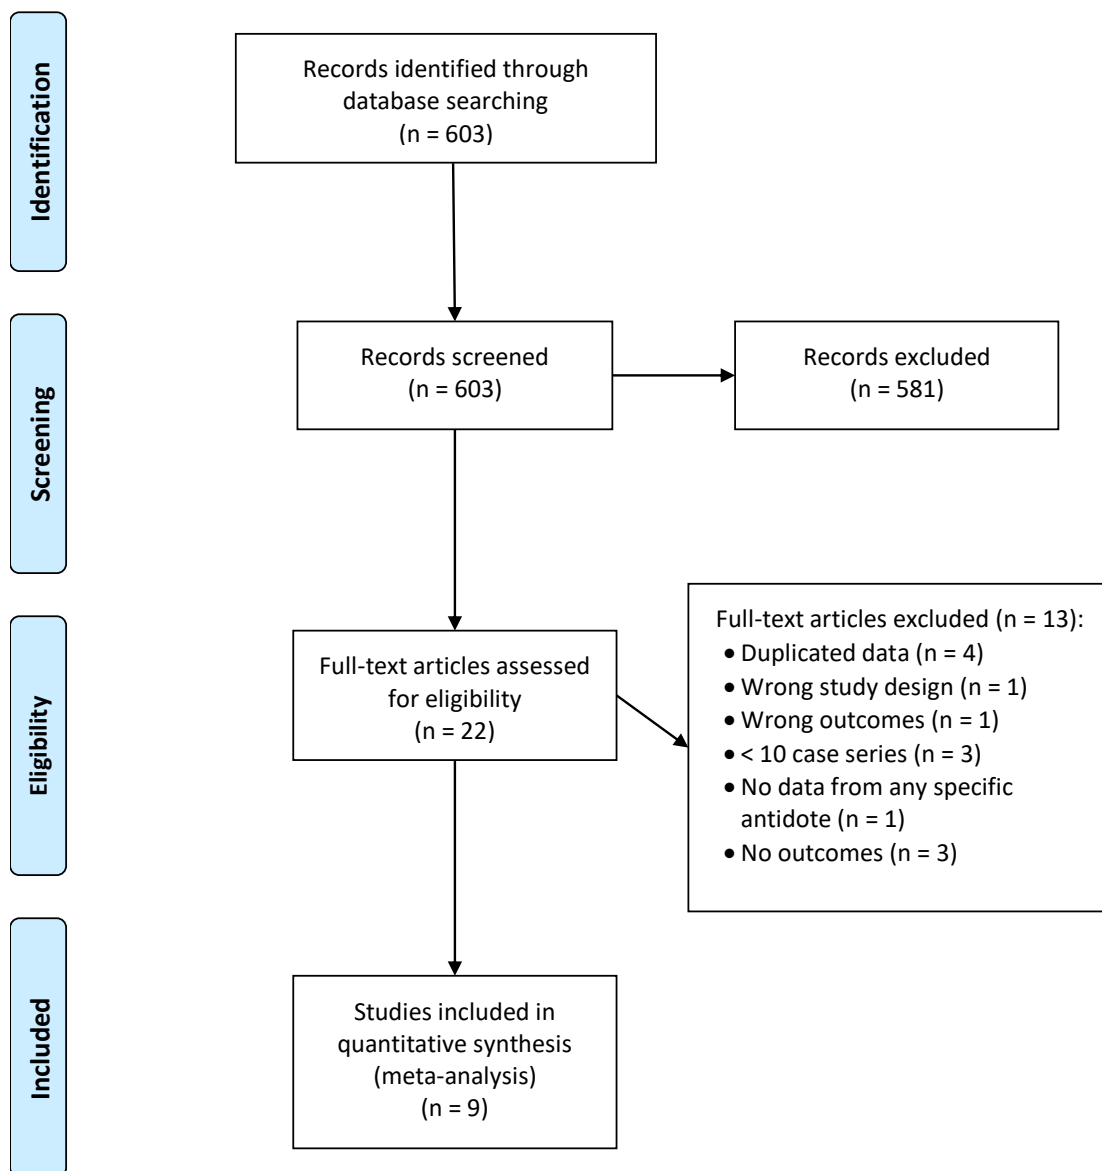 Identification
Records identified through
database searching
(n = 603)
Screening
Records screened
(n = 603)
Records excluded
(n = 581)
Eligibility
Full-text articles assessed
for eligibility
(n = 22)
Full-text articles excluded (n = 13):
• Duplicated data (n = 4)
• Wrong study design (n = 1)
• Wrong outcomes (n = 1)
• < 10 case series (n = 3)
• No data from any specific
antidote (n = 1)
• No outcomes (n = 3)
Included
Studies included in
quantitative synthesis
(meta-analysis)
(n = 9)